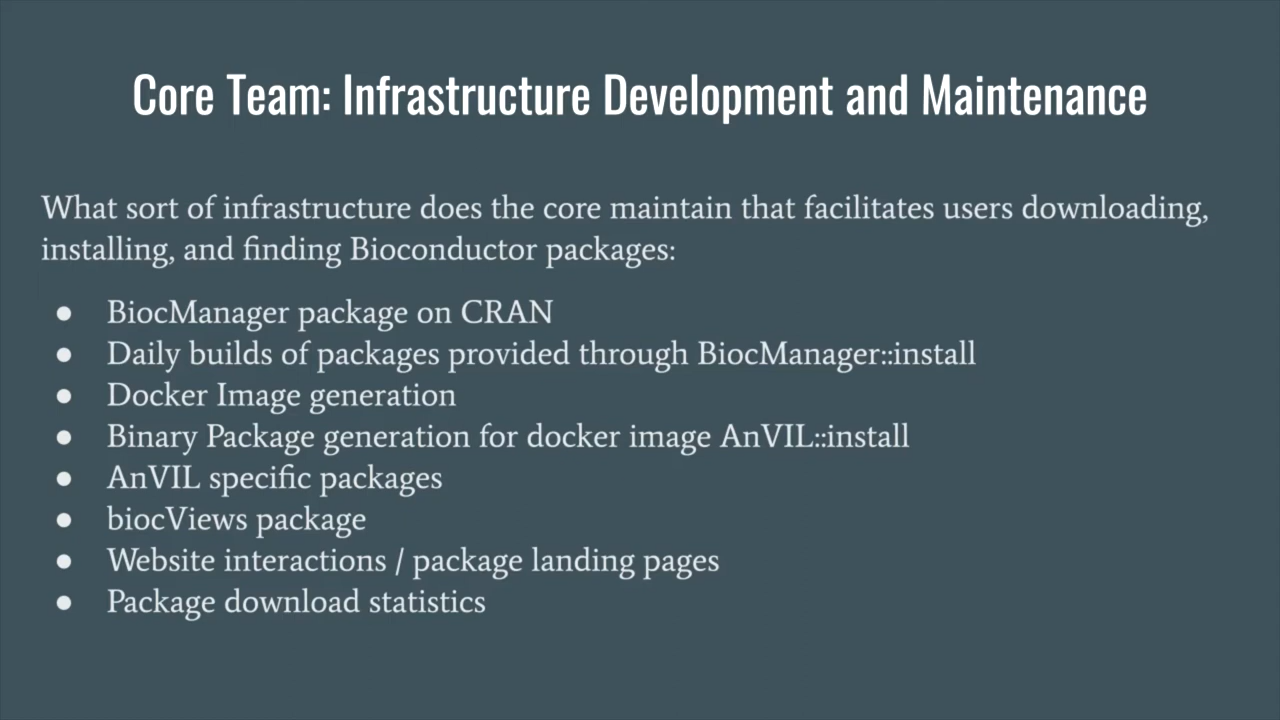 Core Team: Infrastructure Development and Maintenance
What sort of infrastructure does the core maintain that facilitates users downloading,
installing, and finding Bioconductor packages:
● BiocManager package on CRAN
● Daily builds of packages provided through BiocManager::install
● Docker Image generation
● Binary Package generation for docker image AnVIL::install
● AnVIL specific packages
● biocViews package
● Website interactions / package landing pages
● Package download statistics